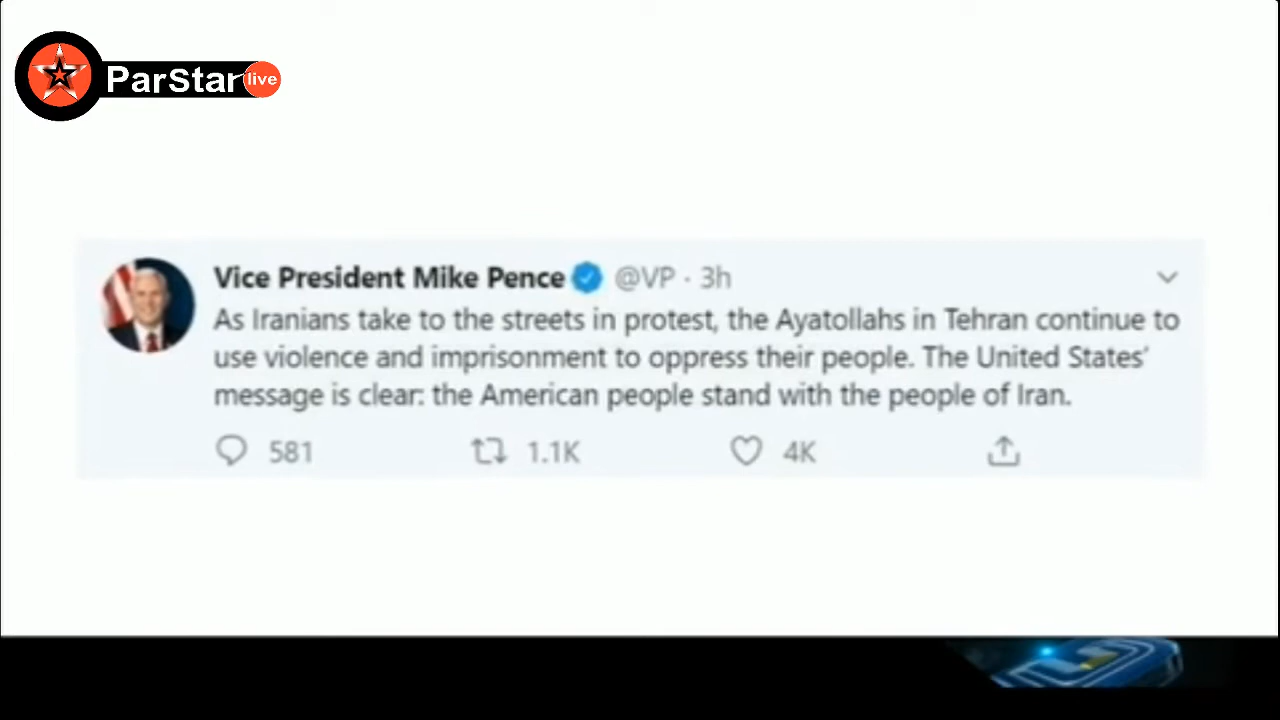 ParStar live
Vice President Mike Pence @VP · 3h
As Iranians take to the streets in protest, the Ayatollahs in Tehran continue to
use violence and imprisonment to oppress their people. The United States'
message is clear: the American people stand with the people of Iran.
581 1.1K 4K